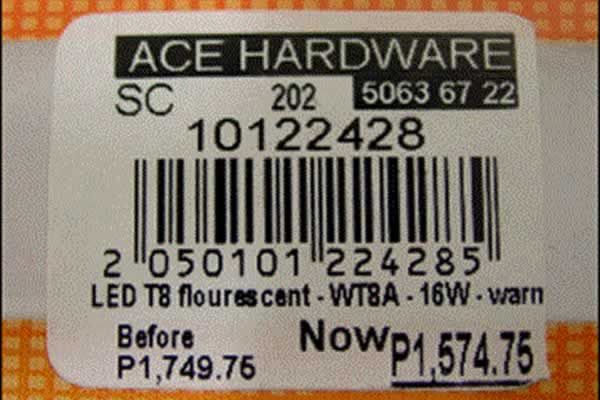 ACE HARDWARE
SC 202 5063 67 22
10122428
2 050101 224285
LED T8 flourescent - WT8A - 16W - warn
Before Now P1,574.75
P1,749.75